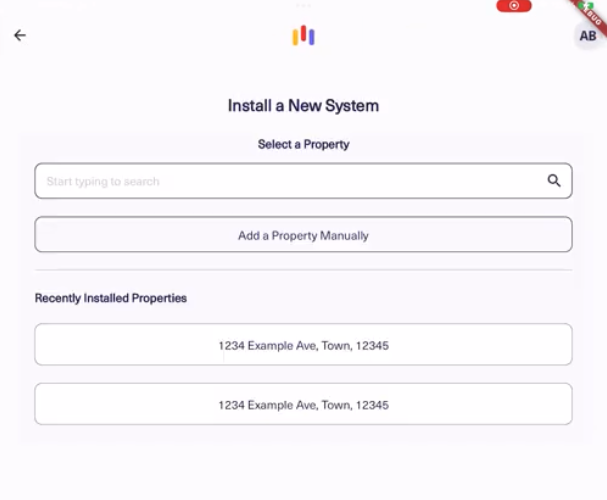 BUG
AB
Install a New System
Select a Property
Start typing to search
Add a Property Manually
Recently Installed Properties
1234 Example Ave, Town, 12345
1234 Example Ave, Town, 12345